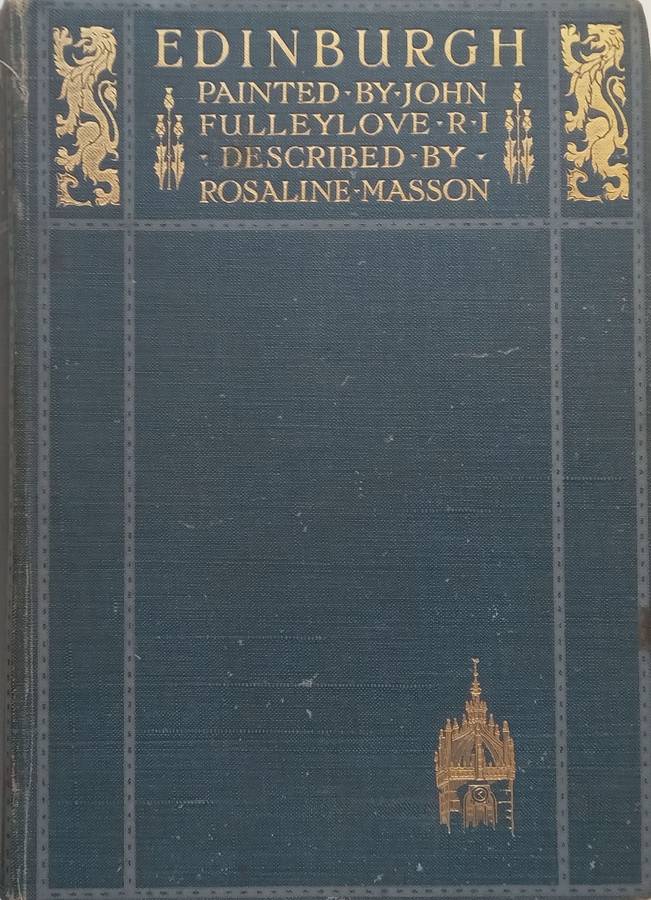 EDINBURGH
PAINTED·BY·JOHN
FULLEYLOVE·R·I
·DESCRIBED·BY·
ROSALINE·MASSON